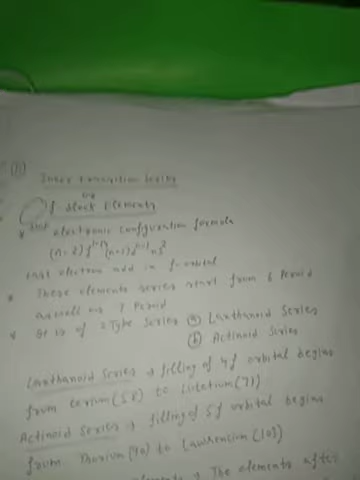 (B)
Inner transition series
or
f-Block Elements
* electronic configuration formula
(n-2)f¹⁻¹⁴ (n-1)d⁰⁻¹ ns²
Last electron add in f-orbital
* These elements series start from 6 Period
as well as 7 Period
* It is of 2 Type Series (a) Lanthanoid Series
(b) Actinoid Series
Lanthanoid Series → filling of 4f orbital begins
from cerium (58) to Lutetium (71)
Actinoid Series → filling of 5f orbital begins
from Thorium (90) to Lawrencium (103)
elements → The elements after